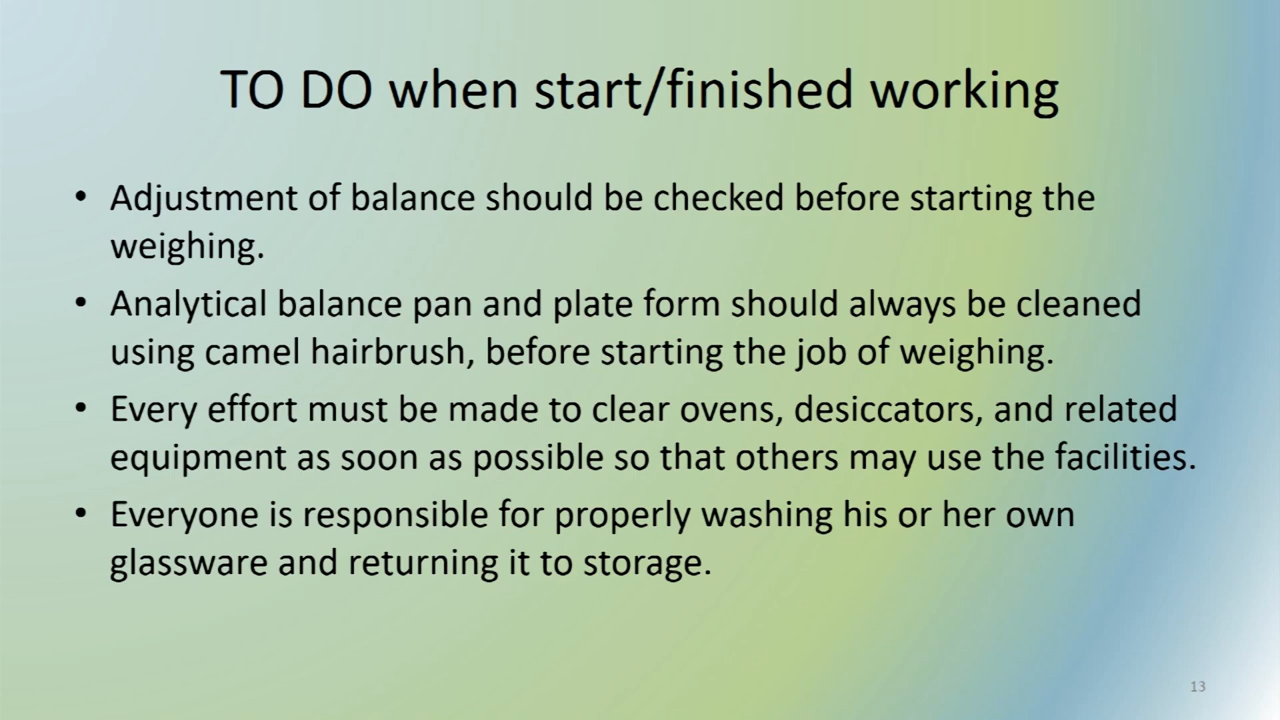 TO DO when start/finished working
• Adjustment of balance should be checked before starting the
weighing.
• Analytical balance pan and plate form should always be cleaned
using camel hairbrush, before starting the job of weighing.
• Every effort must be made to clear ovens, desiccators, and related
equipment as soon as possible so that others may use the facilities.
• Everyone is responsible for properly washing his or her own
glassware and returning it to storage.
13